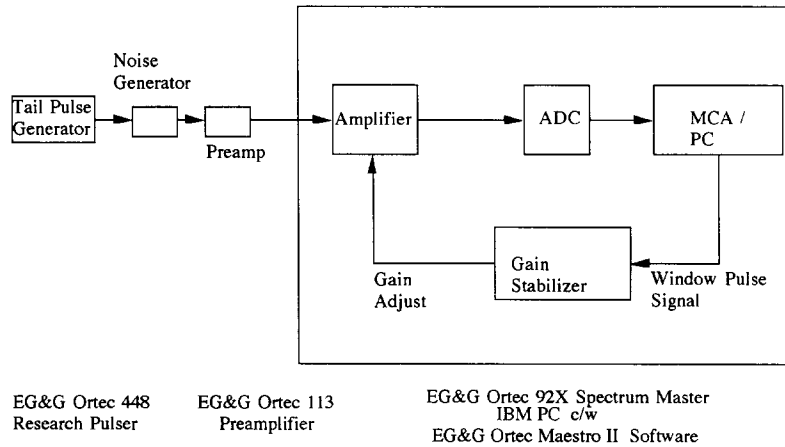 Noise
Generator
Tail Pulse
Generator
Preamp
Amplifier
ADC
MCA /
PC
Gain
Adjust
Gain
Stabilizer
Window Pulse
Signal
EG&G Ortec 448
Research Pulser
EG&G Ortec 113
Preamplifier
EG&G Ortec 92X Spectrum Master
IBM PC c/w
EG&G Ortec Maestro II Software